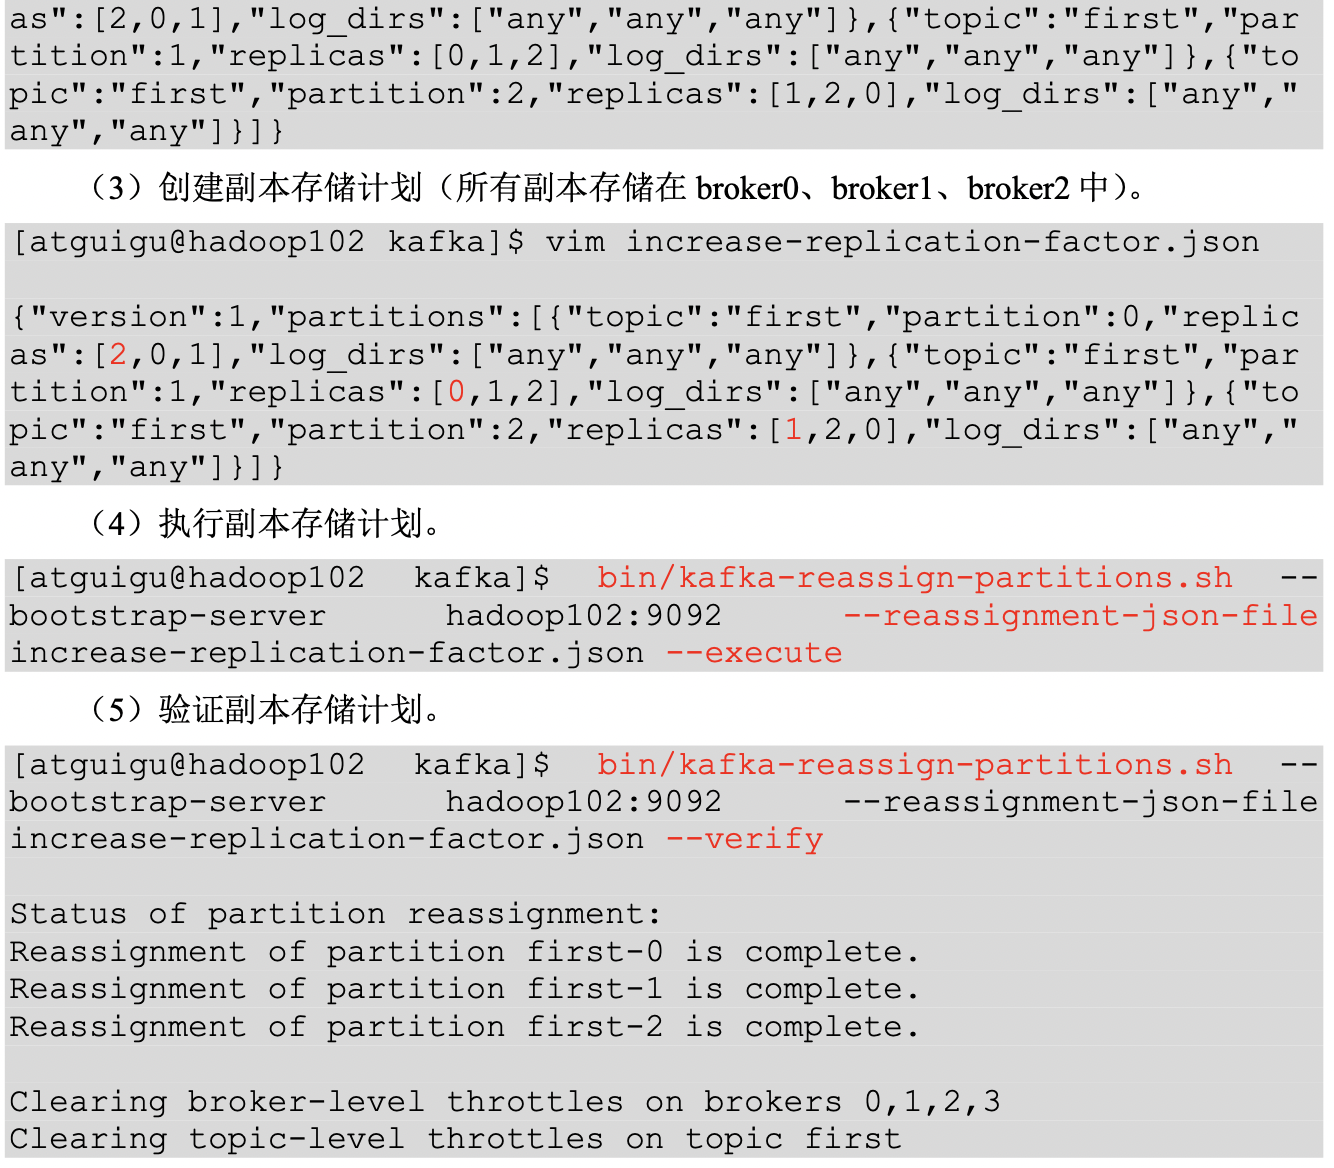 as":[2,0,1],"log_dirs":["any","any","any"]},{"topic":"first","par
tition":1,"replicas":[0,1,2],"log_dirs":["any","any","any"]},{"to
pic":"first","partition":2,"replicas":[1,2,0],"log_dirs":["any","
any","any"]}]}
（3）创建副本存储计划（所有副本存储在 broker0、broker1、broker2 中）。
[atguigu@hadoop102 kafka]$ vim increase-replication-factor.json
{"version":1,"partitions":[{"topic":"first","partition":0,"replic
as":[2,0,1],"log_dirs":["any","any","any"]},{"topic":"first","par
tition":1,"replicas":[0,1,2],"log_dirs":["any","any","any"]},{"to
pic":"first","partition":2,"replicas":[1,2,0],"log_dirs":["any","
any","any"]}]}
（4）执行副本存储计划。
[atguigu@hadoop102 kafka]$ bin/kafka-reassign-partitions.sh --
bootstrap-server hadoop102:9092 --reassignment-json-file
increase-replication-factor.json --execute
（5）验证副本存储计划。
[atguigu@hadoop102 kafka]$ bin/kafka-reassign-partitions.sh --
bootstrap-server hadoop102:9092 --reassignment-json-file
increase-replication-factor.json --verify
Status of partition reassignment:
Reassignment of partition first-0 is complete.
Reassignment of partition first-1 is complete.
Reassignment of partition first-2 is complete.
Clearing broker-level throttles on brokers 0,1,2,3
Clearing topic-level throttles on topic first